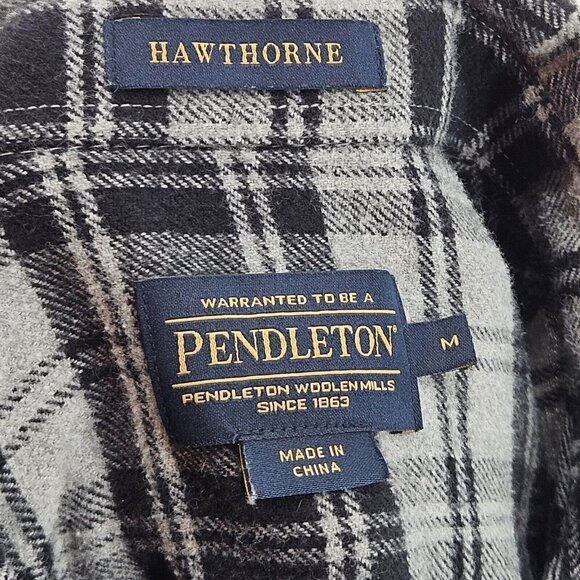 HAWTHORNE
WARRANTED TO BE A
PENDLETON®
PENDLETON WOOLEN MILLS
SINCE 1863
M
MADE IN
CHINA